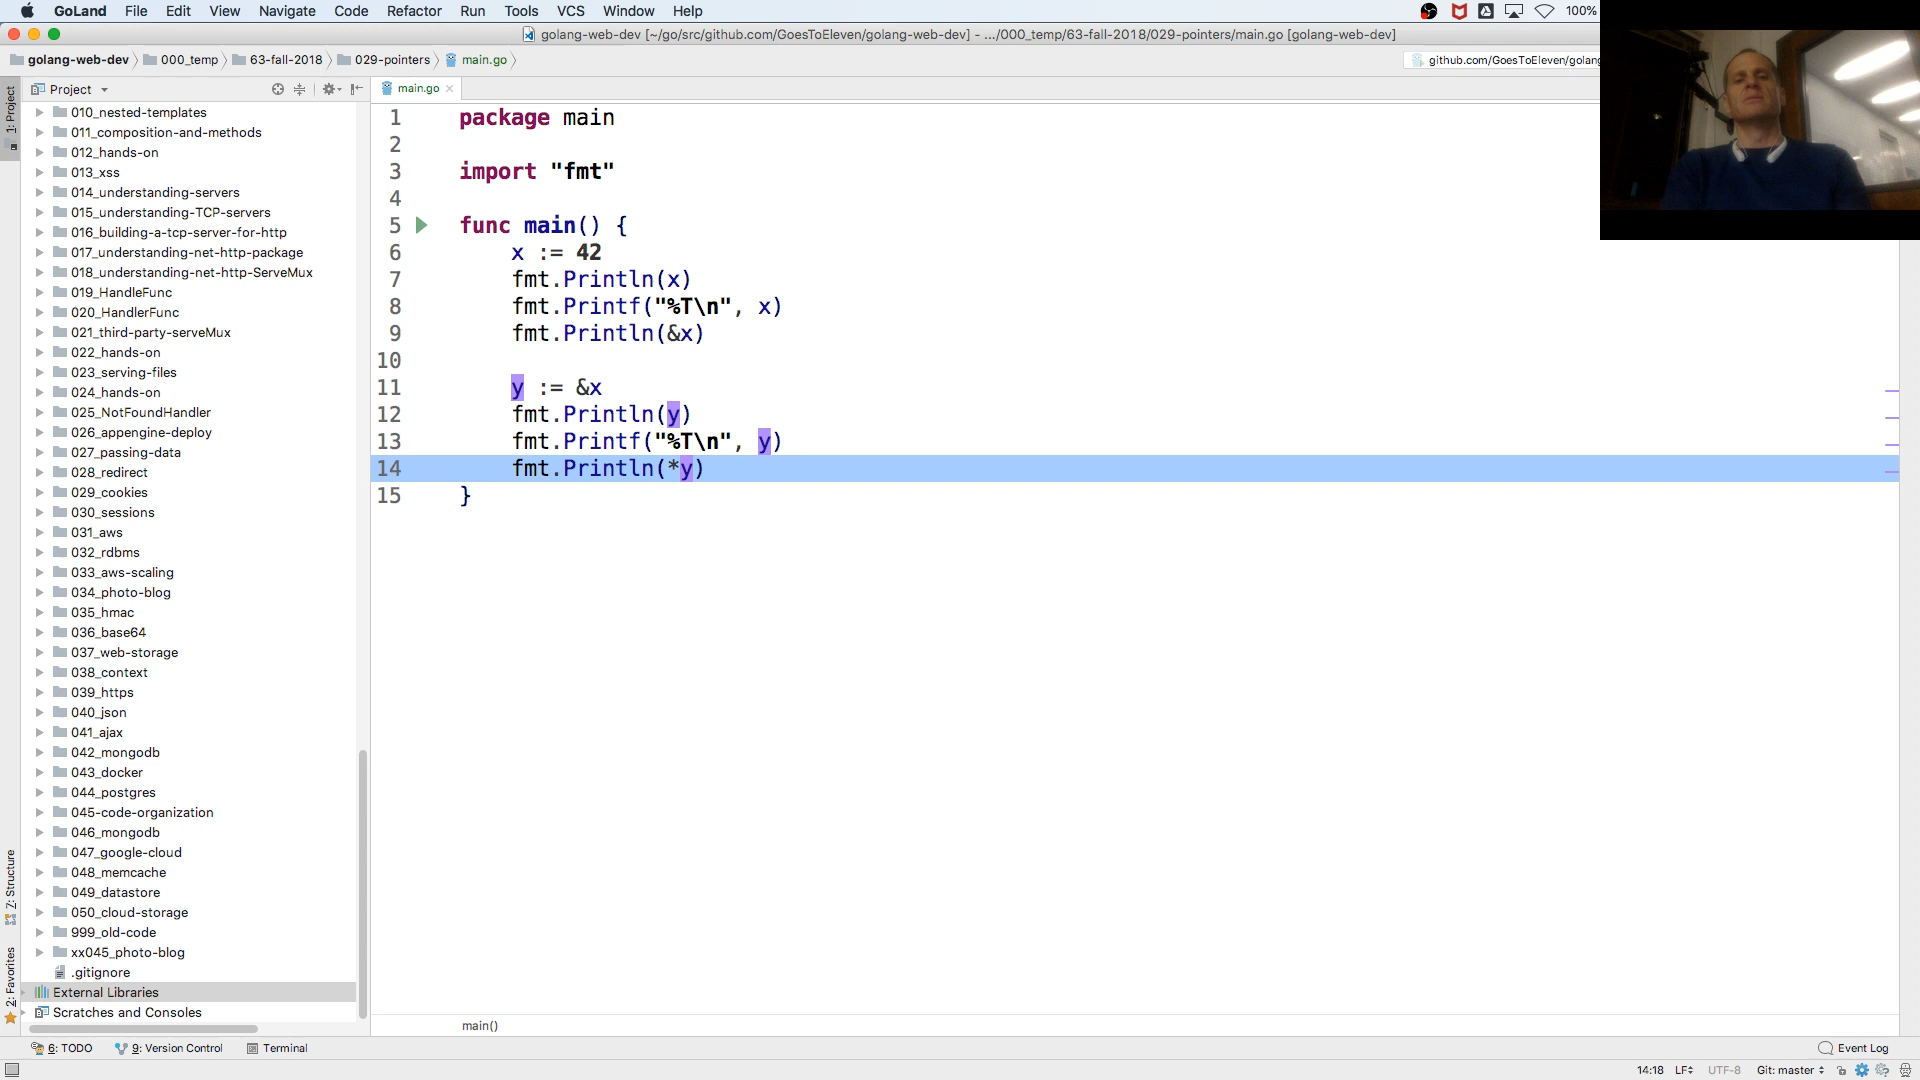 GoLand File Edit View Navigate Code Refactor Run Tools VCS Window Help 100%
golang-web-dev [~/go/src/github.com/GoesToEleven/golang-web-dev] - .../000_temp/63-fall-2018/029-pointers/main.go [golang-web-dev]
golang-web-dev 000_temp 63-fall-2018 029-pointers main.go github.com/GoesToEleven/golang
Project main.go
1: Project
010_nested-templates
011_composition-and-methods
012_hands-on
013_xss
014_understanding-servers
015_understanding-TCP-servers
016_building-a-tcp-server-for-http
017_understanding-net-http-package
018_understanding-net-http-ServeMux
019_HandleFunc
020_HandlerFunc
021_third-party-serveMux
022_hands-on
023_serving-files
024_hands-on
025_NotFoundHandler
026_appengine-deploy
027_passing-data
028_redirect
029_cookies
030_sessions
031_aws
032_rdbms
033_aws-scaling
034_photo-blog
035_hmac
036_base64
037_web-storage
038_context
039_https
040_json
041_ajax
042_mongodb
043_docker
044_postgres
045-code-organization
046_mongodb
047_google-cloud
048_memcache
049_datastore
050_cloud-storage
999_old-code
xx045_photo-blog
.gitignore
External Libraries
Scratches and Consoles
Z: Structure
2: Favorites
1 package main
2
3 import "fmt"
4
5 func main() {
6 x := 42
7 fmt.Println(x)
8 fmt.Printf("%T\n", x)
9 fmt.Println(&x)
10
11 y := &x
12 fmt.Println(y)
13 fmt.Printf("%T\n", y)
14 fmt.Println(*y)
15 }
main()
6: TODO 9: Version Control Terminal Event Log
14:18 LF UTF-8 Git: master